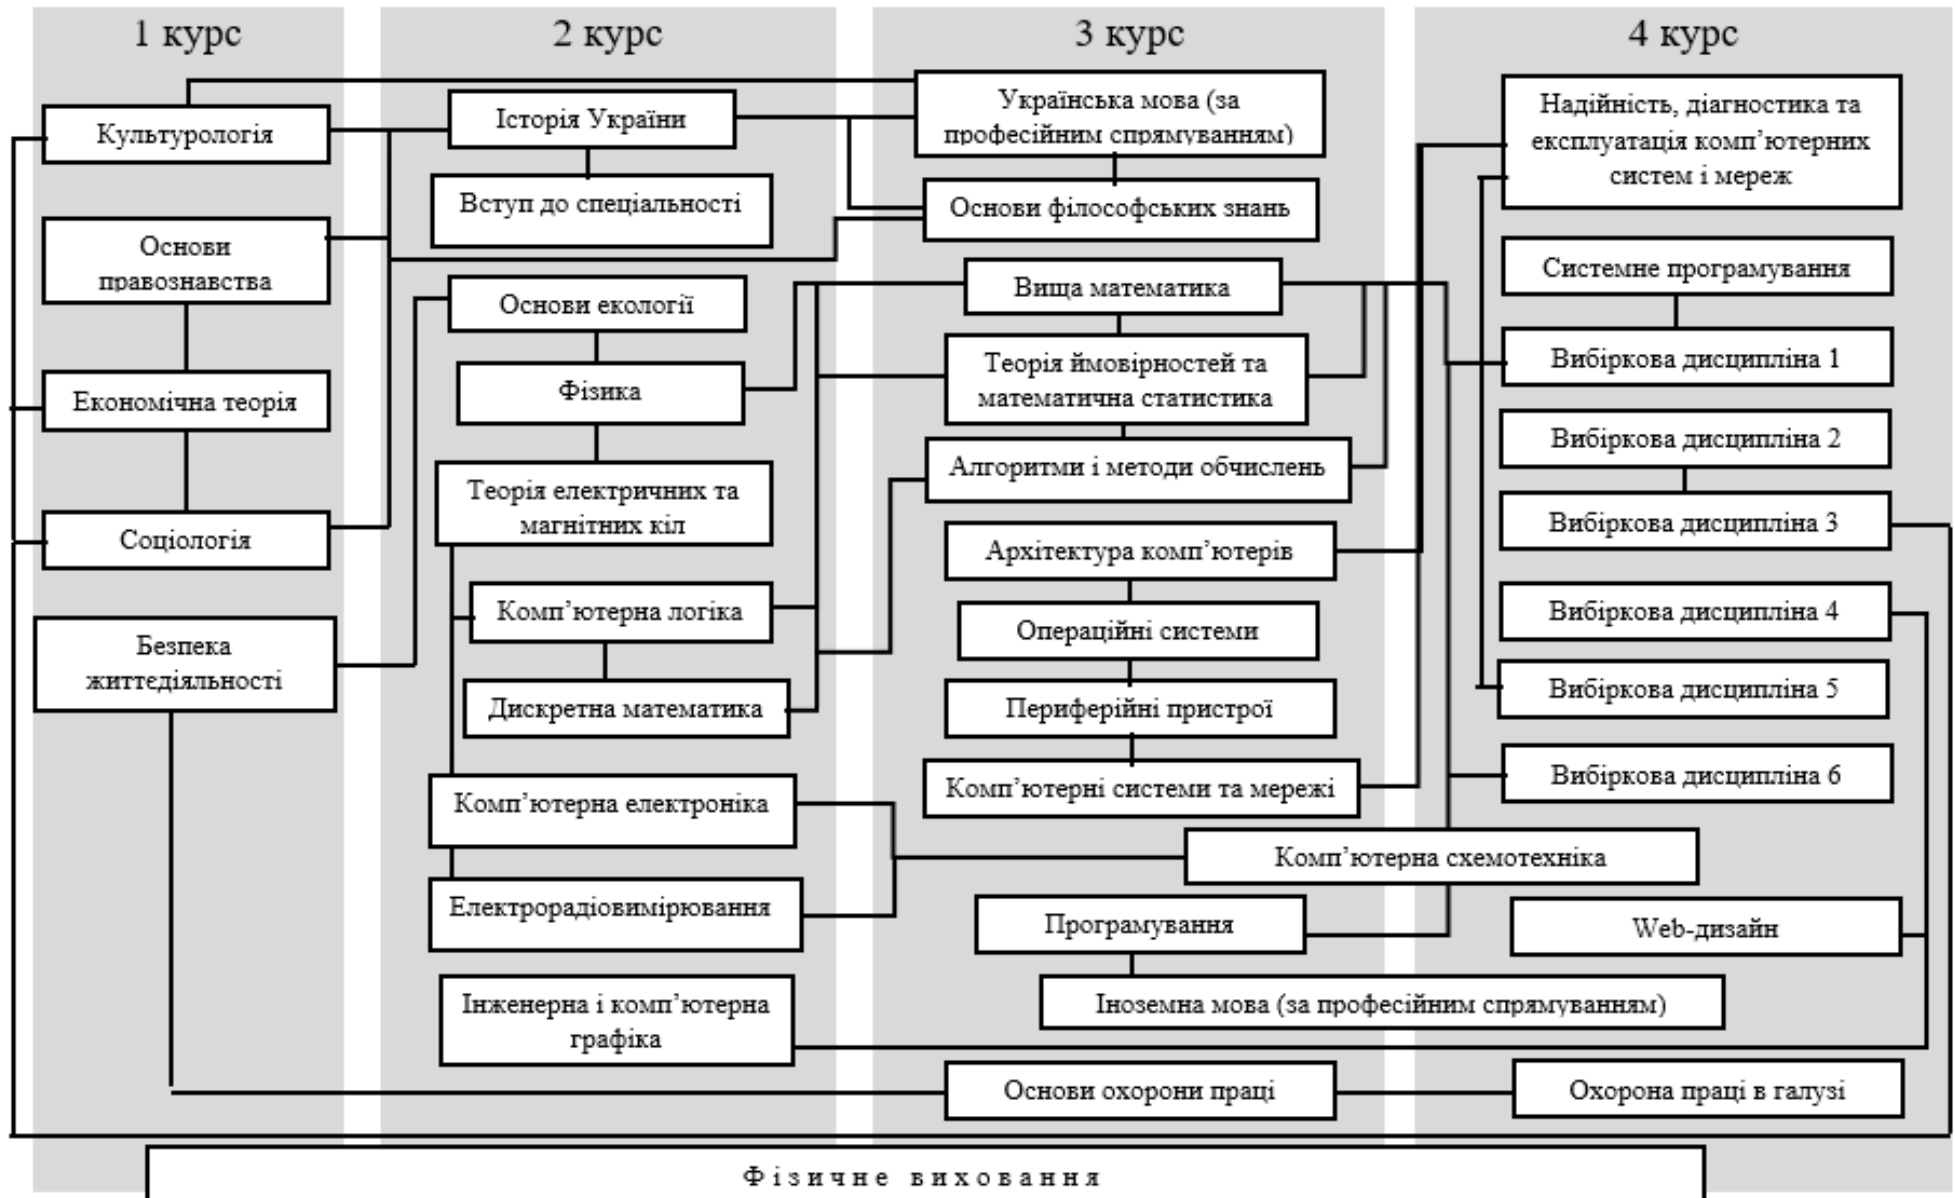 1 курс
2 курс
3 курс
4 курс
Культурологія
Основи
правознавства
Економічна теорія
Соціологія
Безпека
життєдіяльності
Історія України
Вступ до спеціальності
Основи екології
Фізика
Теорія електричних та
магнітних кіл
Комп’ютерна логіка
Дискретна математика
Комп’ютерна електроніка
Електрорадіовимірювання
Інженерна і комп’ютерна
графіка
Українська мова (за
професійним спрямуванням)
Основи філософських знань
Вища математика
Теорія ймовірностей та
математична статистика
Алгоритми і методи обчислень
Архітектура комп’ютерів
Операційні системи
Периферійні пристрої
Комп’ютерні системи та мережі
Комп’ютерна схемотехніка
Програмування
Іноземна мова (за професійним спрямуванням)
Основи охорони праці
Надійність, діагностика та
експлуатація комп’ютерних
систем і мереж
Системне програмування
Вибіркова дисципліна 1
Вибіркова дисципліна 2
Вибіркова дисципліна 3
Вибіркова дисципліна 4
Вибіркова дисципліна 5
Вибіркова дисципліна 6
Web-дизайн
Охорона праці в галузі
Фізичне виховання